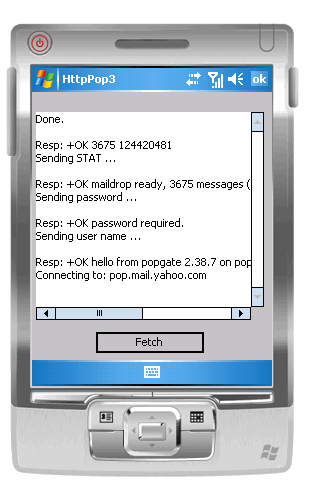 HttpPop3
ok
Done.
Resp: +OK 3675 124420481
Sending STAT ...
Resp: +OK maildrop ready, 3675 messages (
Sending password ...
Resp: +OK password required.
Sending user name ...
Resp: +OK hello from popgate 2.38.7 on pop
Connecting to: pop.mail.yahoo.com
Fetch